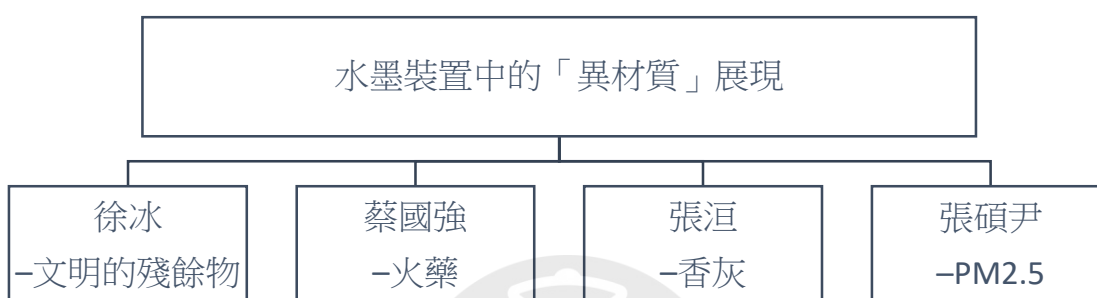 水墨裝置中的「異材質」展現
徐冰
–文明的殘餘物
蔡國強
–火藥
張洹
–香灰
張碩尹
–PM2.5